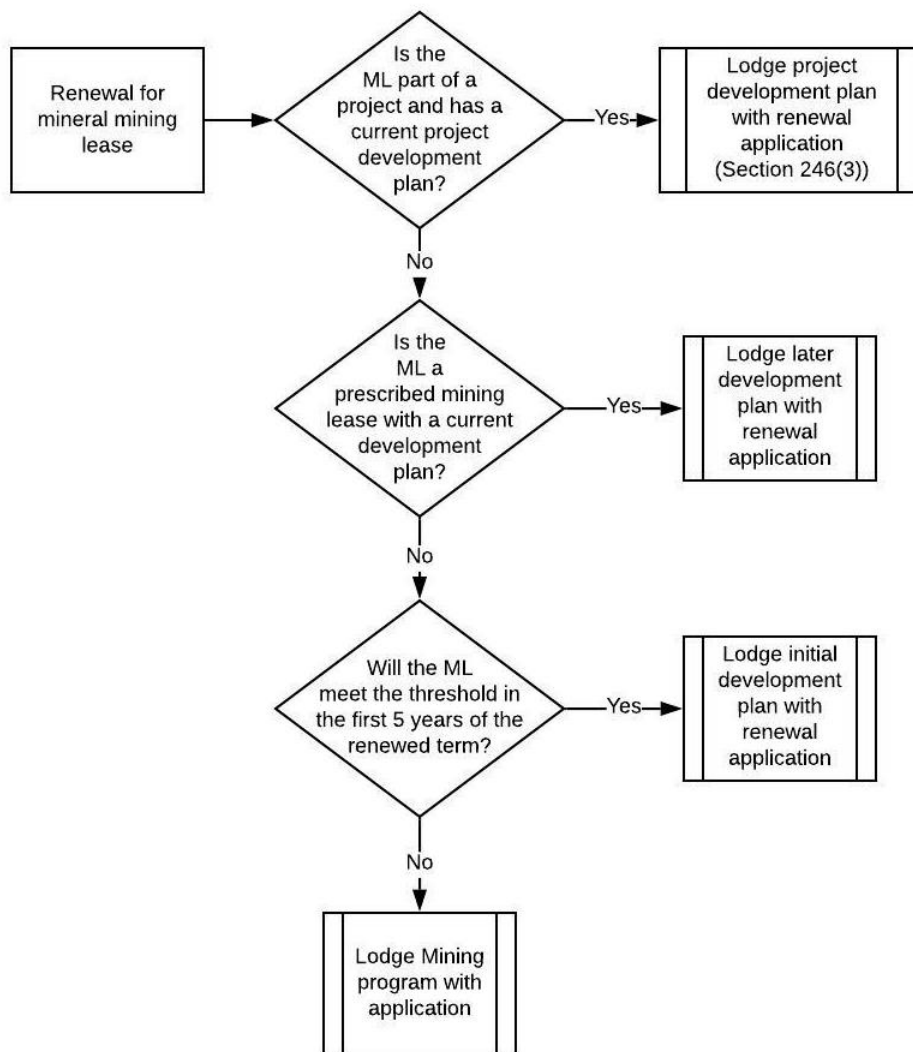 Renewal for
mineral mining
lease
Is the
ML part of a
project and has a
current project
development
plan?
Yes
Lodge project
development plan
with renewal
application
(Section 246(3))
No
Is the
ML a
prescribed mining
lease with a current
development
plan?
Yes
Lodge later
development
plan with
renewal
application
No
Will the ML
meet the threshold in
the first 5 years of the
renewed term?
Yes
Lodge initial
development
plan with
renewal
application
No
Lodge Mining
program with
application